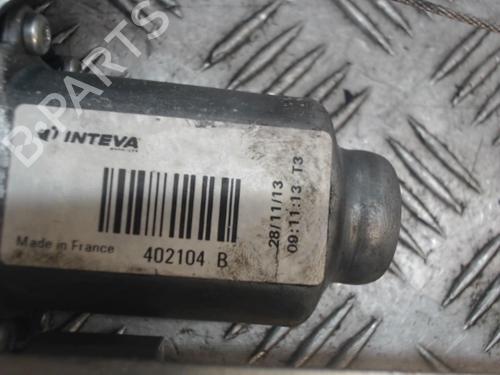 B-PARTS
INTEVA
28/11/13
09:11:13 T3
Made in France
402104 B